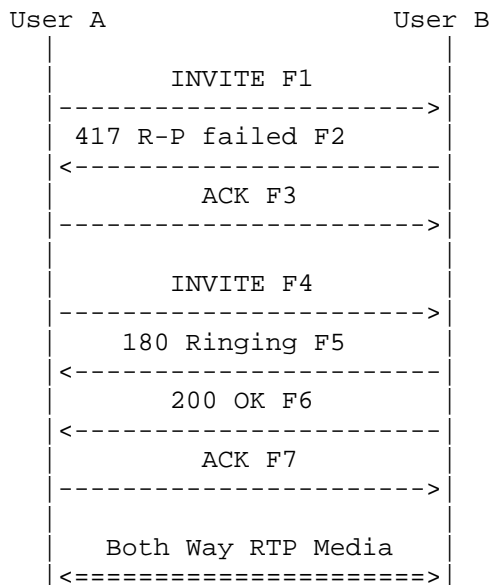 User A User B
INVITE F1
417 R-P failed F2
ACK F3
INVITE F4
180 Ringing F5
200 OK F6
ACK F7
Both Way RTP Media